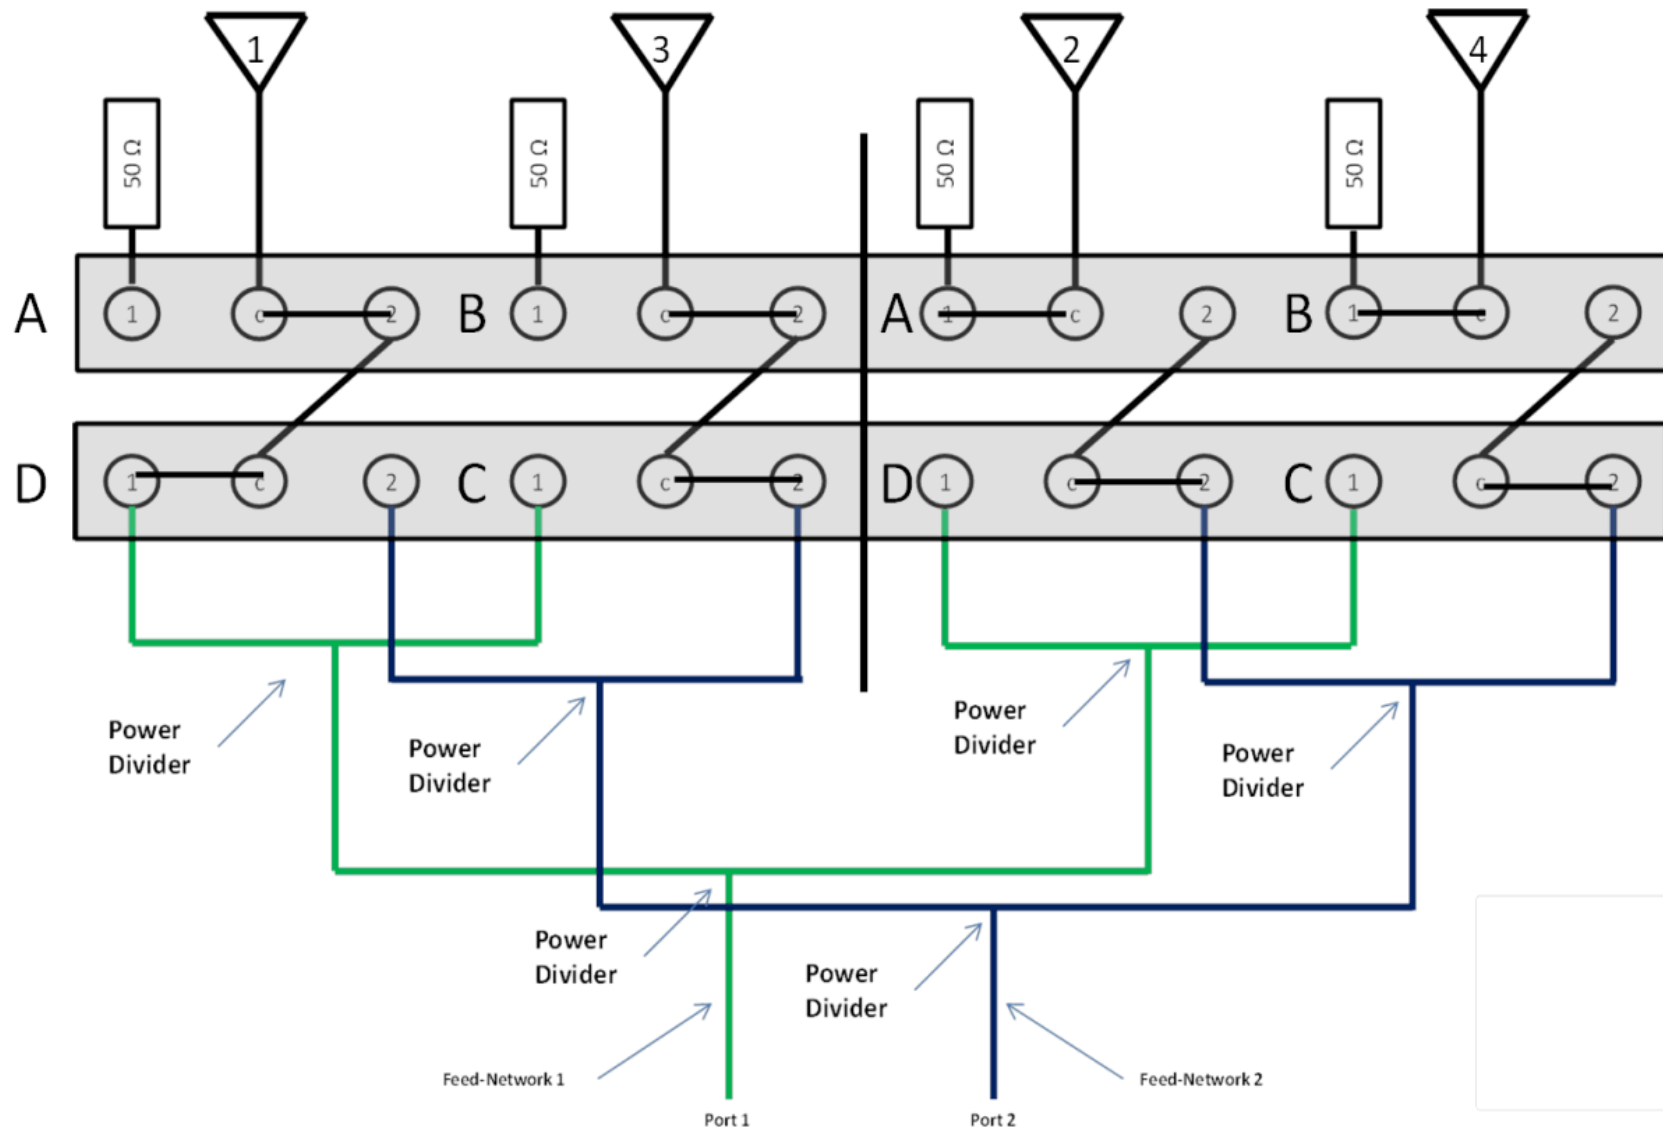 1 3 2 4
50 Ω 50 Ω 50 Ω 50 Ω
A 1 c 2 B 1 c 2 A 1 c 2 B 1 c 2
D 1 c 2 C 1 c 2 D 1 c 2 C 1 c 2
Power
Divider
Power
Divider
Power
Divider
Power
Divider
Power
Divider
Power
Divider
Feed-Network 1
Feed-Network 2
Port 1
Port 2